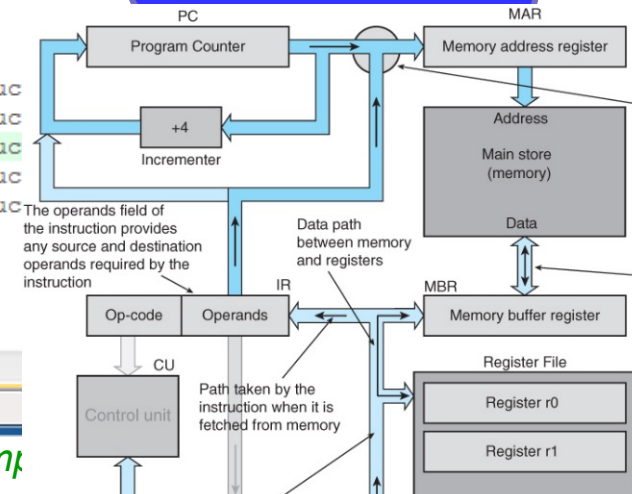 PC
MAR
Program Counter
Memory address register
+4
Incrementer
Address
Main store
(memory)
Data
The operands field of
the instruction provides
any source and destination
operands required by the
instruction
Data path
between memory
and registers
IR
MBR
Op-code
Operands
Memory buffer register
CU
Control unit
Path taken by the
instruction when it is
fetched from memory
Register File
Register r0
Register r1